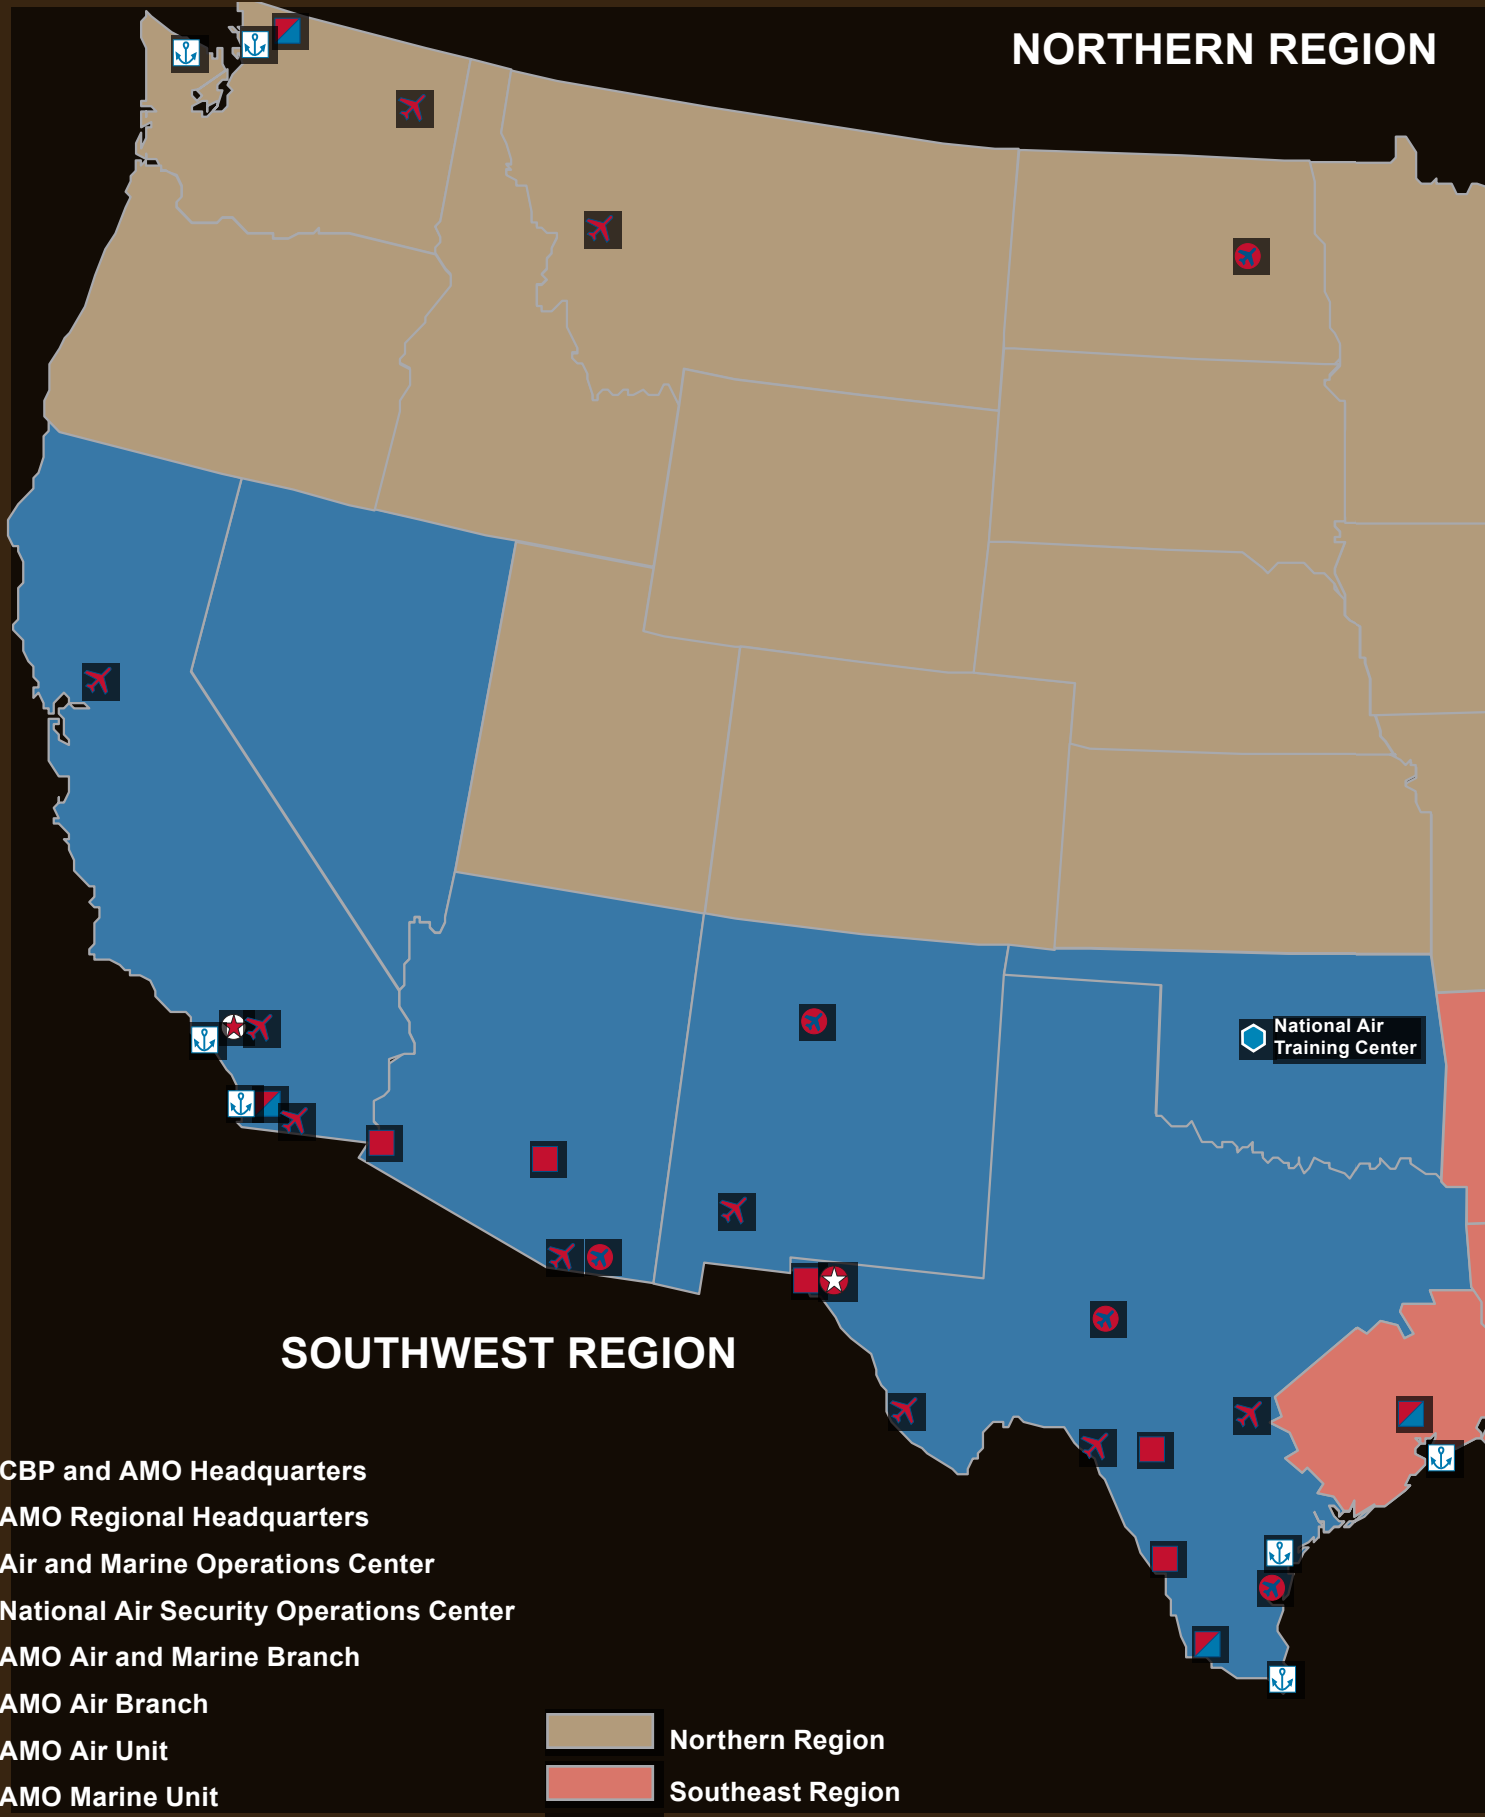 NORTHERN REGION
National Air
Training Center
SOUTHWEST REGION
CBP and AMO Headquarters
AMO Regional Headquarters
Air and Marine Operations Center
National Air Security Operations Center
AMO Air and Marine Branch
AMO Air Branch
AMO Air Unit
AMO Marine Unit
Northern Region
Southeast Region